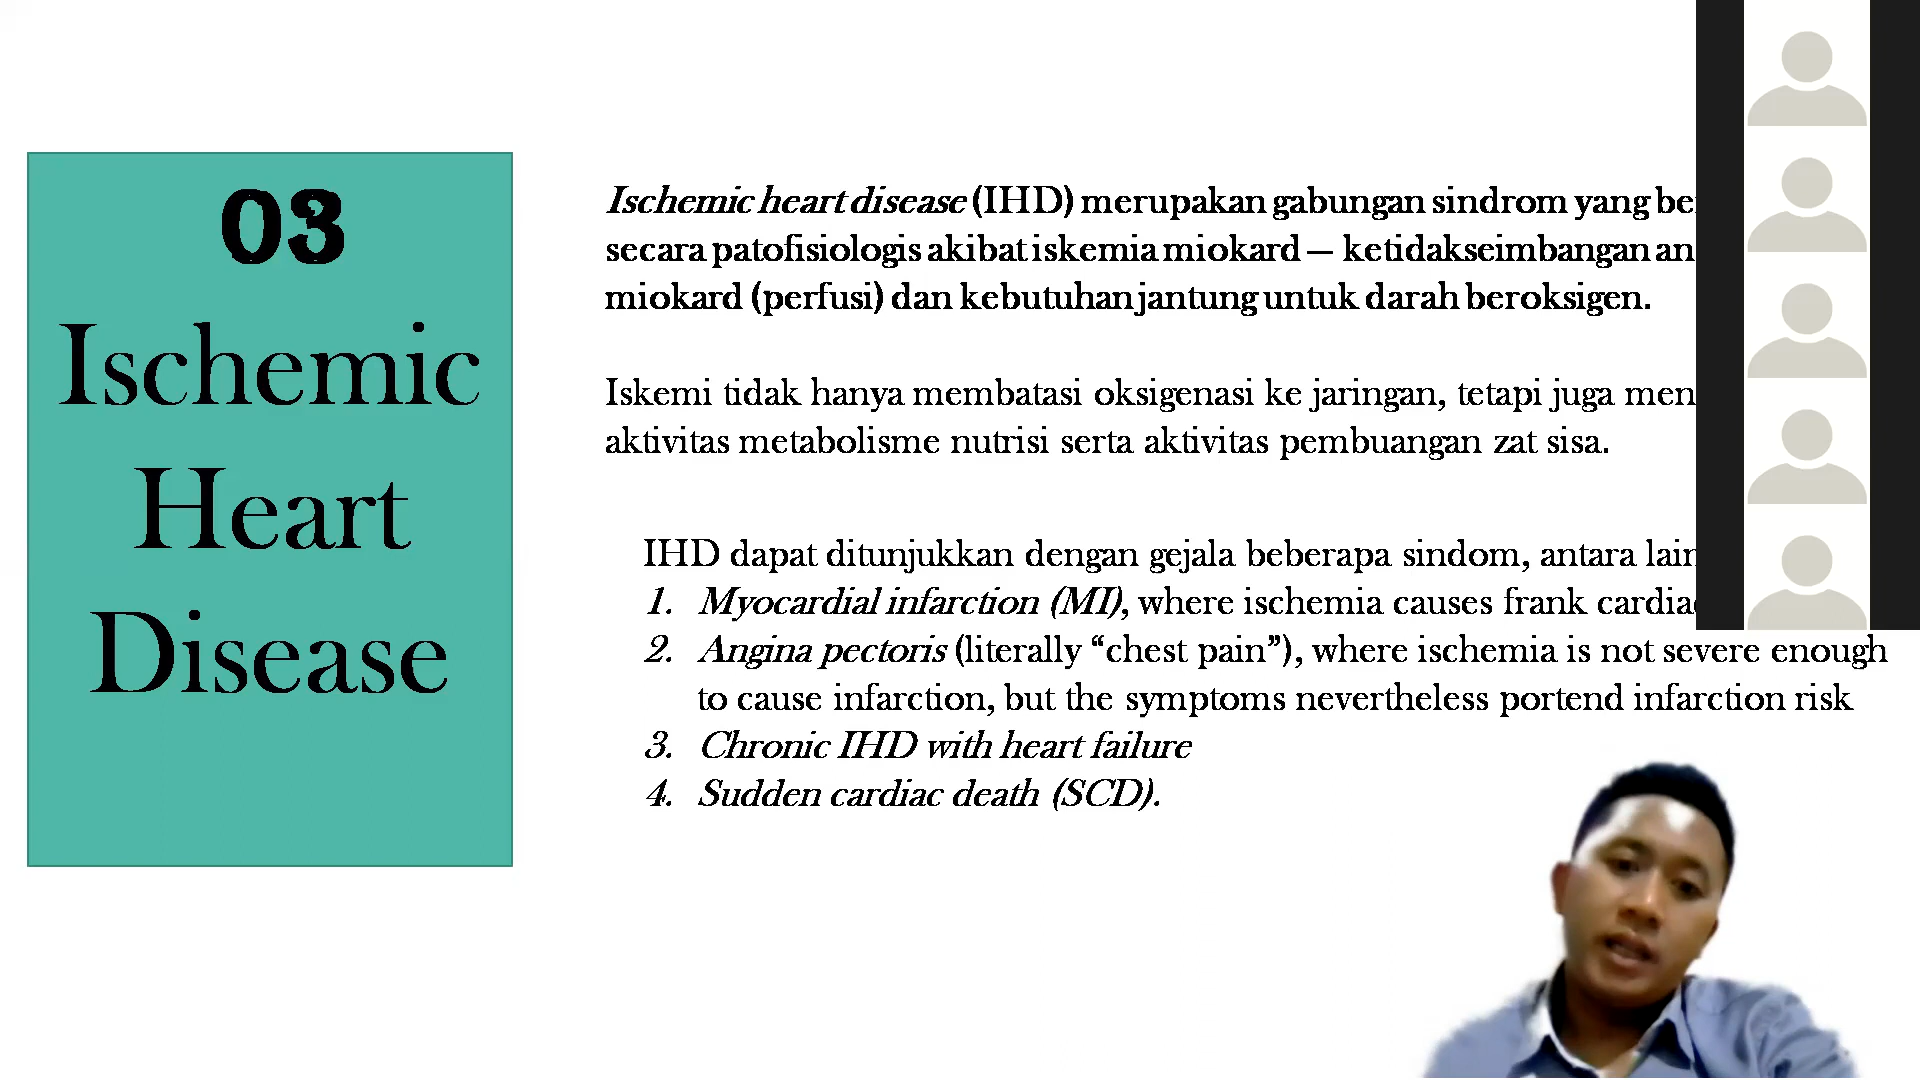 03
Ischemic
Heart
Disease
Ischemic heart disease (IHD) merupakan gabungan sindrom yang
secara patofisiologis akibat iskemia miokard – ketidakseimbangan
miokard (perfusi) dan kebutuhan jantung untuk darah beroksigen.
Iskemi tidak hanya membatasi oksigenasi ke jaringan, tetapi juga
aktivitas metabolisme nutrisi serta aktivitas pembuangan zat sisa.
IHD dapat ditunjukkan dengan gejala beberapa sindom, antara lain
1. Myocardial infarction (MI), where ischemia causes frank
2. Angina pectoris (literally “chest pain”), where ischemia is not severe enough
to cause infarction, but the symptoms nevertheless portend infarction risk
3. Chronic IHD with heart failure
4. Sudden cardiac death (SCD).